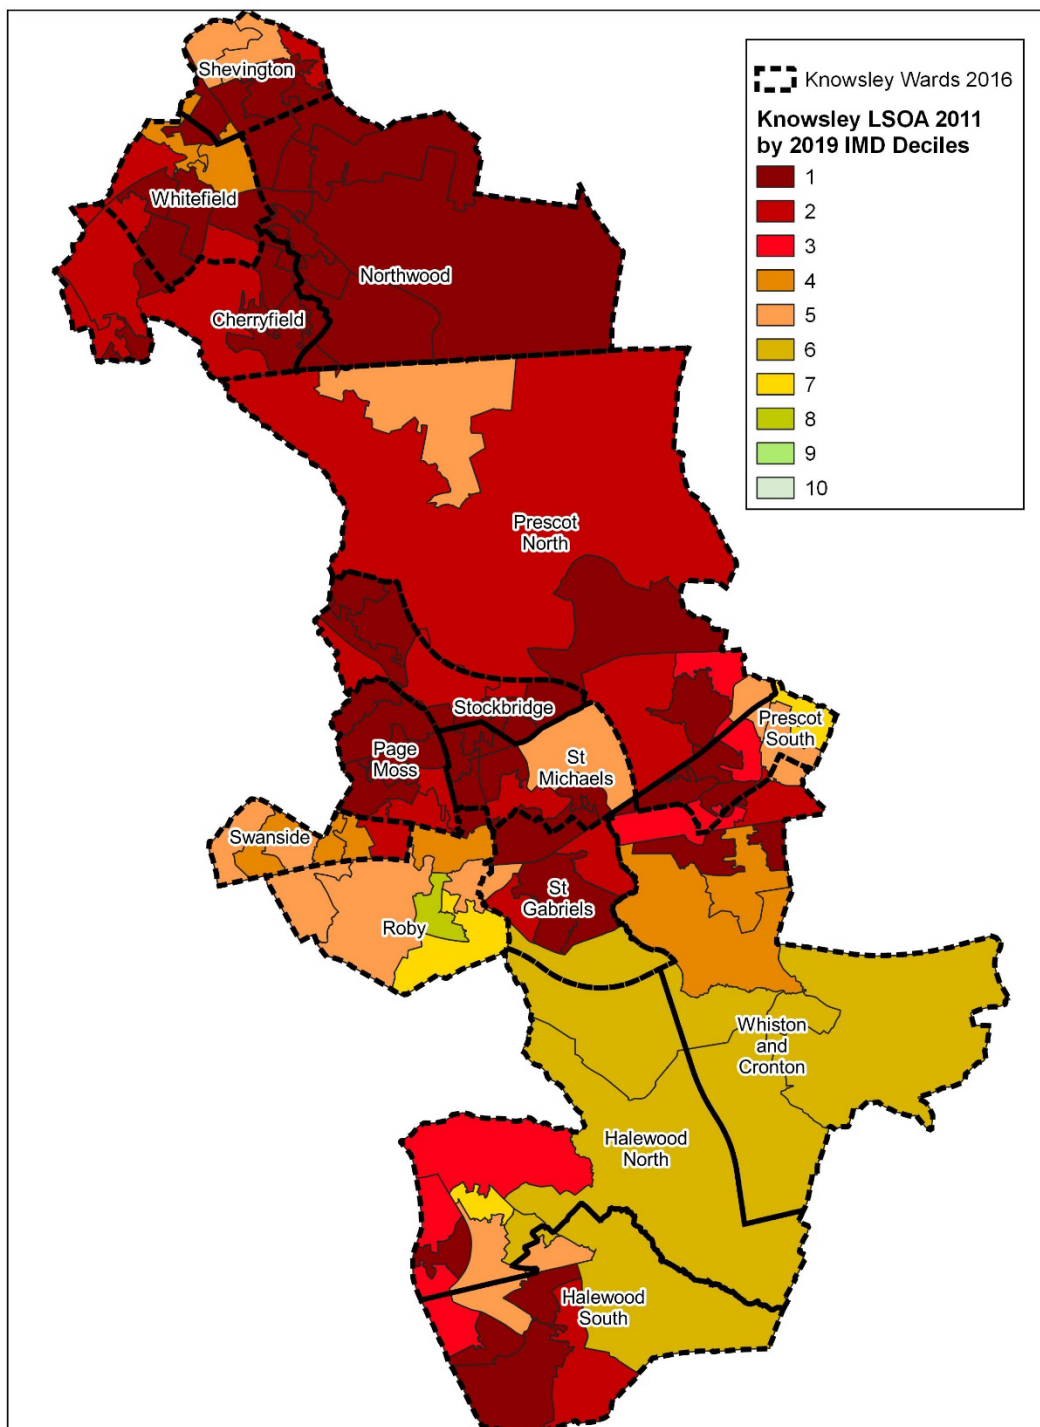 Knowsley Wards 2016
Knowsley LSOA 2011
by 2019 IMD Deciles
1
2
3
4
5
6
7
8
9
10
Shevington
Whitefield
Northwood
Cherryfield
Prescot
North
Stockbridge
Prescot
South
Page
Moss
St
Michaels
Swanside
St
Gabriels
Roby
Whiston
and
Cronton
Halewood
North
Halewood
South